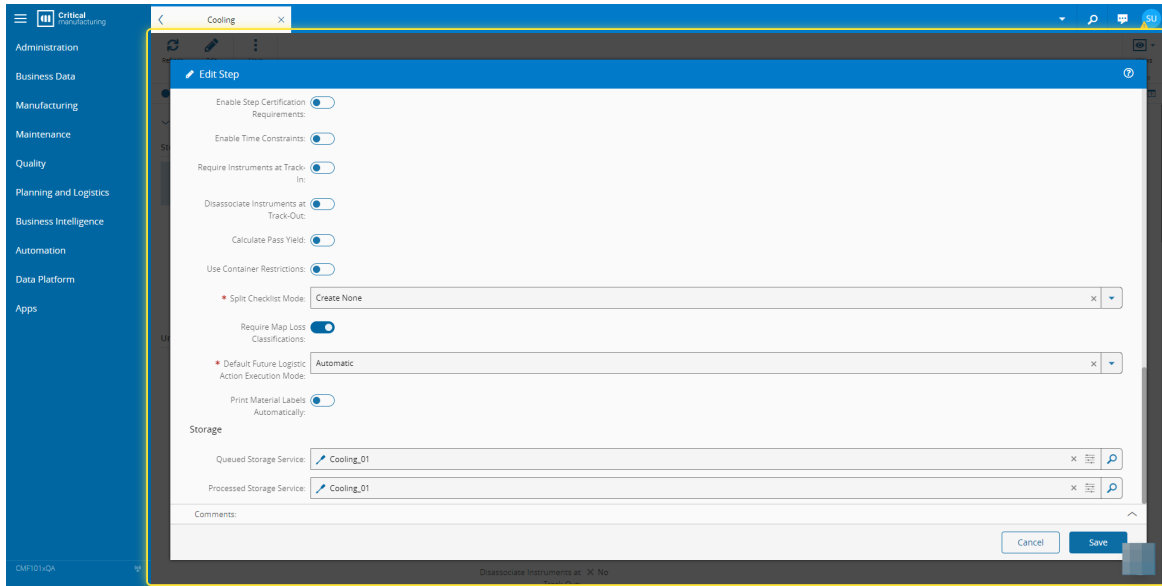 Critical
manufacturing
Cooling
SU
Administration
Business Data
Manufacturing
Maintenance
Quality
Planning and Logistics
Business Intelligence
Automation
Data Platform
Apps
CMF101xQA
Edit Step
Enable Step Certification
Requirements:
Enable Time Constraints:
Require Instruments at Track-
In:
Disassociate Instruments at
Track-Out:
Calculate Pass Yield:
Use Container Restrictions:
* Split Checklist Mode: Create None
Require Map Loss
Classifications:
* Default Future Logistic Automatic
Action Execution Mode:
Print Material Labels
Automatically:
Storage
Queued Storage Service: Cooling_01
Processed Storage Service: Cooling_01
Comments:
Cancel Save
Disassociate Instruments at No
Track-Out: